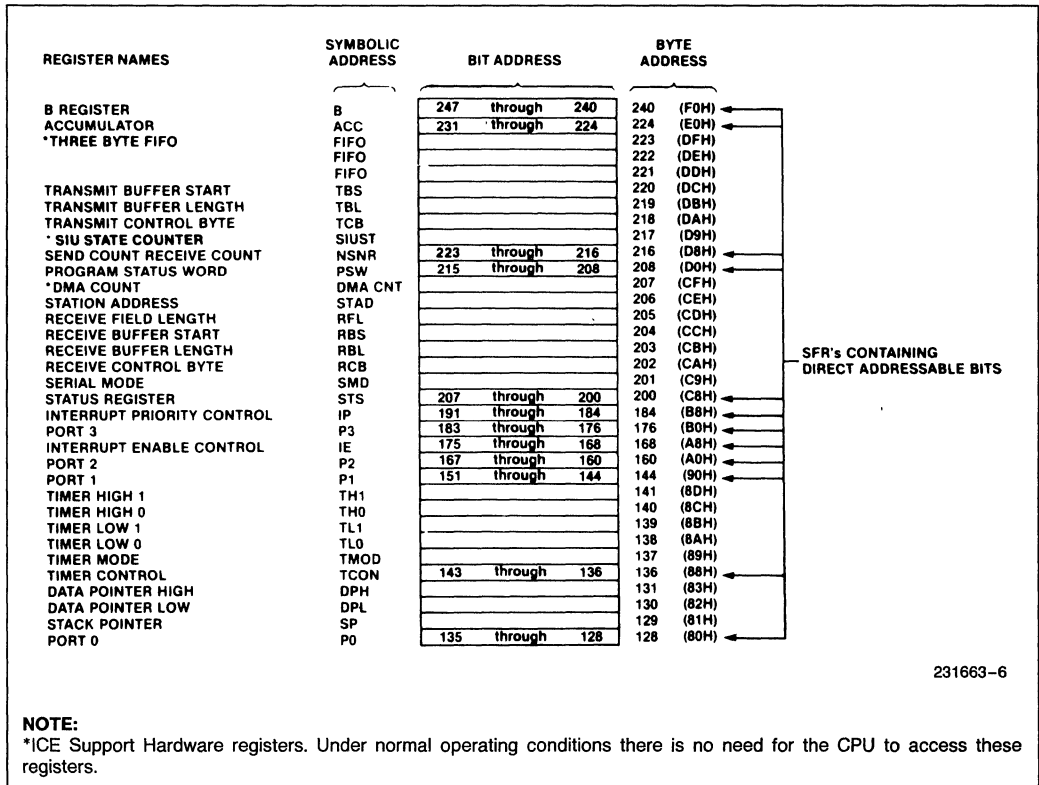 REGISTER NAMES SYMBOLIC ADDRESS BIT ADDRESS BYTE ADDRESS
B REGISTER B 247 through 240 240 (F0H)
ACCUMULATOR ACC 231 through 224 224 (E0H)
*THREE BYTE FIFO FIFO 223 (DFH)
FIFO 222 (DEH)
FIFO 221 (DDH)
TRANSMIT BUFFER START TBS 220 (DCH)
TRANSMIT BUFFER LENGTH TBL 219 (DBH)
TRANSMIT CONTROL BYTE TCB 218 (DAH)
*SIU STATE COUNTER SIUST 217 (D9H)
SEND COUNT RECEIVE COUNT NSNR 223 through 216 216 (D8H)
PROGRAM STATUS WORD PSW 215 through 208 208 (D0H)
*DMA COUNT DMA CNT 207 (CFH)
STATION ADDRESS STAD 206 (CEH)
RECEIVE FIELD LENGTH RFL 205 (CDH)
RECEIVE BUFFER START RBS 204 (CCH)
RECEIVE BUFFER LENGTH RBL 203 (CBH)
RECEIVE CONTROL BYTE RCB 202 (CAH)
SERIAL MODE SMD 201 (C9H)
STATUS REGISTER STS 207 through 200 200 (C8H)
INTERRUPT PRIORITY CONTROL IP 191 through 184 184 (B8H)
PORT 3 P3 183 through 176 176 (B0H)
INTERRUPT ENABLE CONTROL IE 175 through 168 168 (A8H)
PORT 2 P2 167 through 160 160 (A0H)
PORT 1 P1 151 through 144 144 (90H)
TIMER HIGH 1 TH1 141 (8DH)
TIMER HIGH 0 TH0 140 (8CH)
TIMER LOW 1 TL1 139 (8BH)
TIMER LOW 0 TL0 138 (8AH)
TIMER MODE TMOD 137 (89H)
TIMER CONTROL TCON 143 through 136 136 (88H)
DATA POINTER HIGH DPH 131 (83H)
DATA POINTER LOW DPL 130 (82H)
STACK POINTER SP 129 (81H)
PORT 0 P0 135 through 128 128 (80H)
SFR's CONTAINING
DIRECT ADDRESSABLE BITS
231663–6
NOTE:
*ICE Support Hardware registers. Under normal operating conditions there is no need for the CPU to access these
registers.